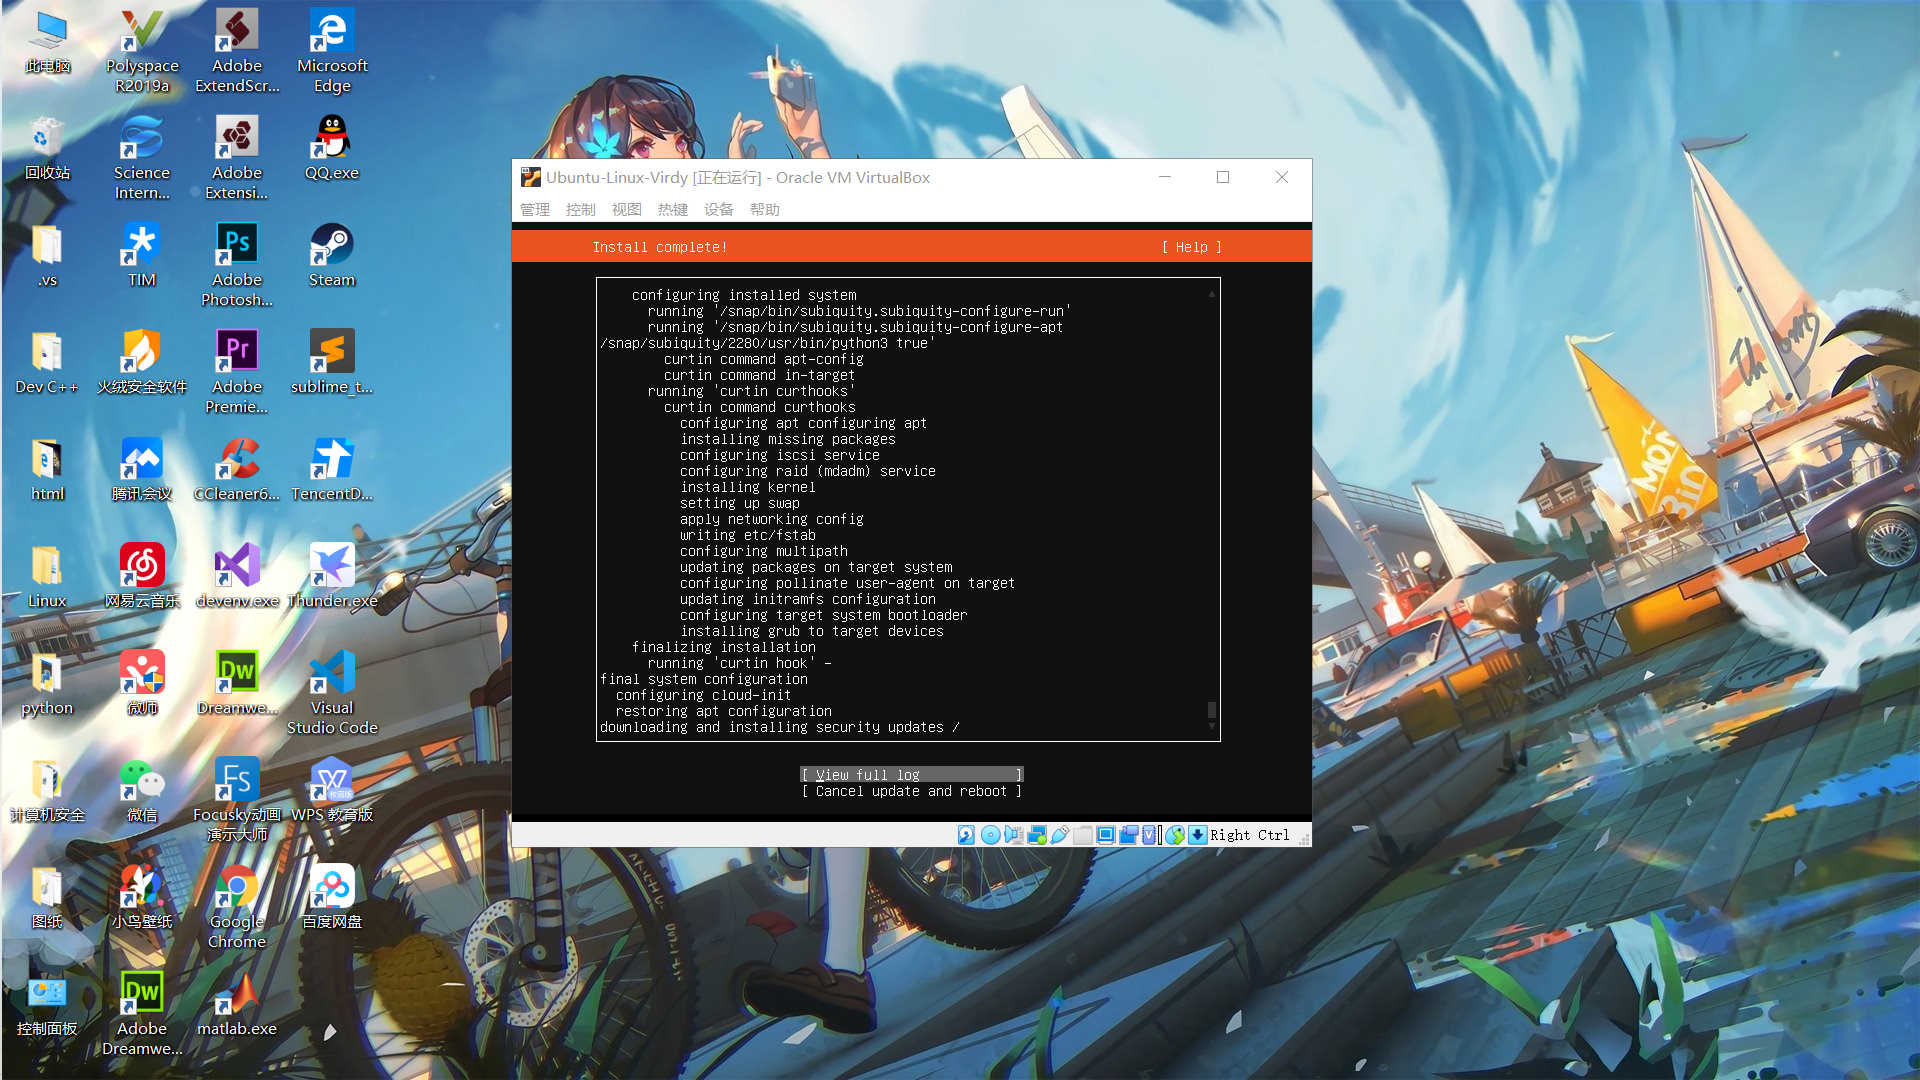 此电脑
Polyspace
R2019a
Adobe
ExtendScr...
Microsoft
Edge
回收站
Science
Intern...
Adobe
Extensi...
QQ.exe
.vs
TIM
Adobe
Photosh...
Steam
Dev C++
火绒安全软件
Adobe
Premie...
sublime_t...
html
腾讯会议
CCleaner6...
TencentD...
Linux
网易云音乐
devenv.exe
Thunder.exe
python
微师
Dreamwe...
Visual
Studio Code
计算机安全
微信
Focusky动画
演示大师
WPS 教育版
图纸
小鸟壁纸
Google
Chrome
百度网盘
控制面板
Adobe
Dreamwe...
matlab.exe
Ubuntu-Linux-Virdy [正在运行] - Oracle VM VirtualBox
管理 控制 视图 热键 设备 帮助
Install complete! [ Help ]
configuring installed system
running '/snap/bin/subiquity.subiquity-configure-run'
running '/snap/bin/subiquity.subiquity-configure-apt
/snap/subiquity/2280/usr/bin/python3 true'
curtin command apt-config
curtin command in-target
running 'curtin curthooks'
curtin command curthooks
configuring apt configuring apt
installing missing packages
configuring iscsi service
configuring raid (mdadm) service
installing kernel
setting up swap
apply networking config
writing etc/fstab
configuring multipath
updating packages on target system
configuring pollinate user-agent on target
updating initramfs configuration
configuring target system bootloader
installing grub to target devices
finalizing installation
running 'curtin hook' -
final system configuration
configuring cloud-init
restoring apt configuration
downloading and installing security updates /
[ View full log ]
[ Cancel update and reboot ]
Right Ctrl